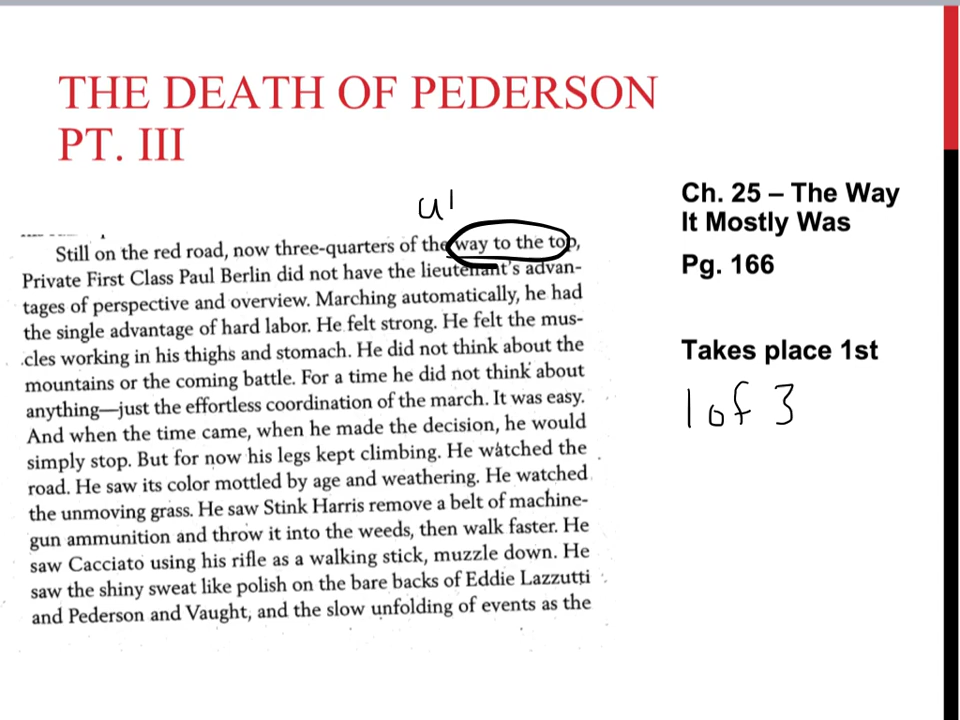 THE DEATH OF PEDERSON
PT. III
Still on the red road, now three-quarters of the way to the top,
Private First Class Paul Berlin did not have the lieutenant's advan-
tages of perspective and overview. Marching automatically, he had
the single advantage of hard labor. He felt strong. He felt the mus-
cles working in his thighs and stomach. He did not think about the
mountains or the coming battle. For a time he did not think about
anything—just the effortless coordination of the march. It was easy.
And when the time came, when he made the decision, he would
simply stop. But for now his legs kept climbing. He watched the
road. He saw its color mottled by age and weathering. He watched
the unmoving grass. He saw Stink Harris remove a belt of machine-
gun ammunition and throw it into the weeds, then walk faster. He
saw Cacciato using his rifle as a walking stick, muzzle down. He
saw the shiny sweat like polish on the bare backs of Eddie Lazzutti
and Pederson and Vaught, and the slow unfolding of events as the
Ch. 25 – The Way
It Mostly Was
Pg. 166
Takes place 1st
1 of 3